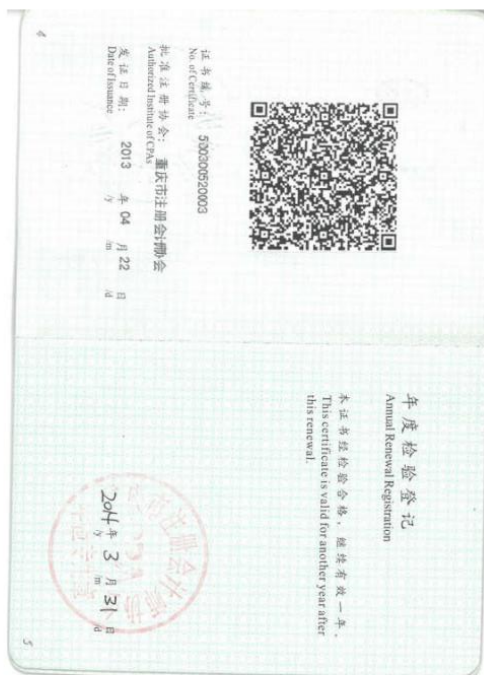 证书编号: 500300520003
No. of Certificate
批准注册协会: 重庆市注册会计师协会
Authorized Institute of CPAs
发证日期: 2013 年 04 月 22 日
Date of Issuance /y /m /d
4
年度检验登记
Annual Renewal Registration
本证书经检验合格，继续有效一年。
This certificate is valid for another year after
this renewal.
2014 年 3 月 31 日
/y /m /d
5